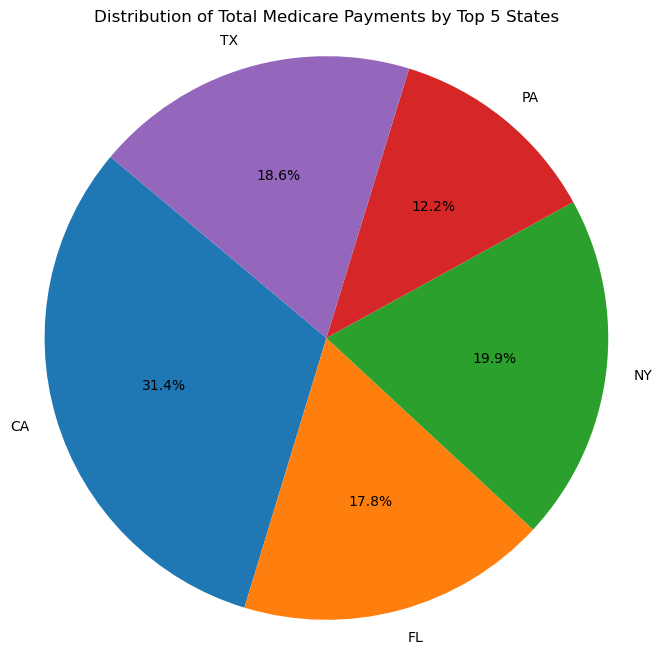 Distribution of Total Medicare Payments by Top 5 States
TX
PA
18.6%
12.2%
19.9%
NY
31.4%
CA
17.8%
FL